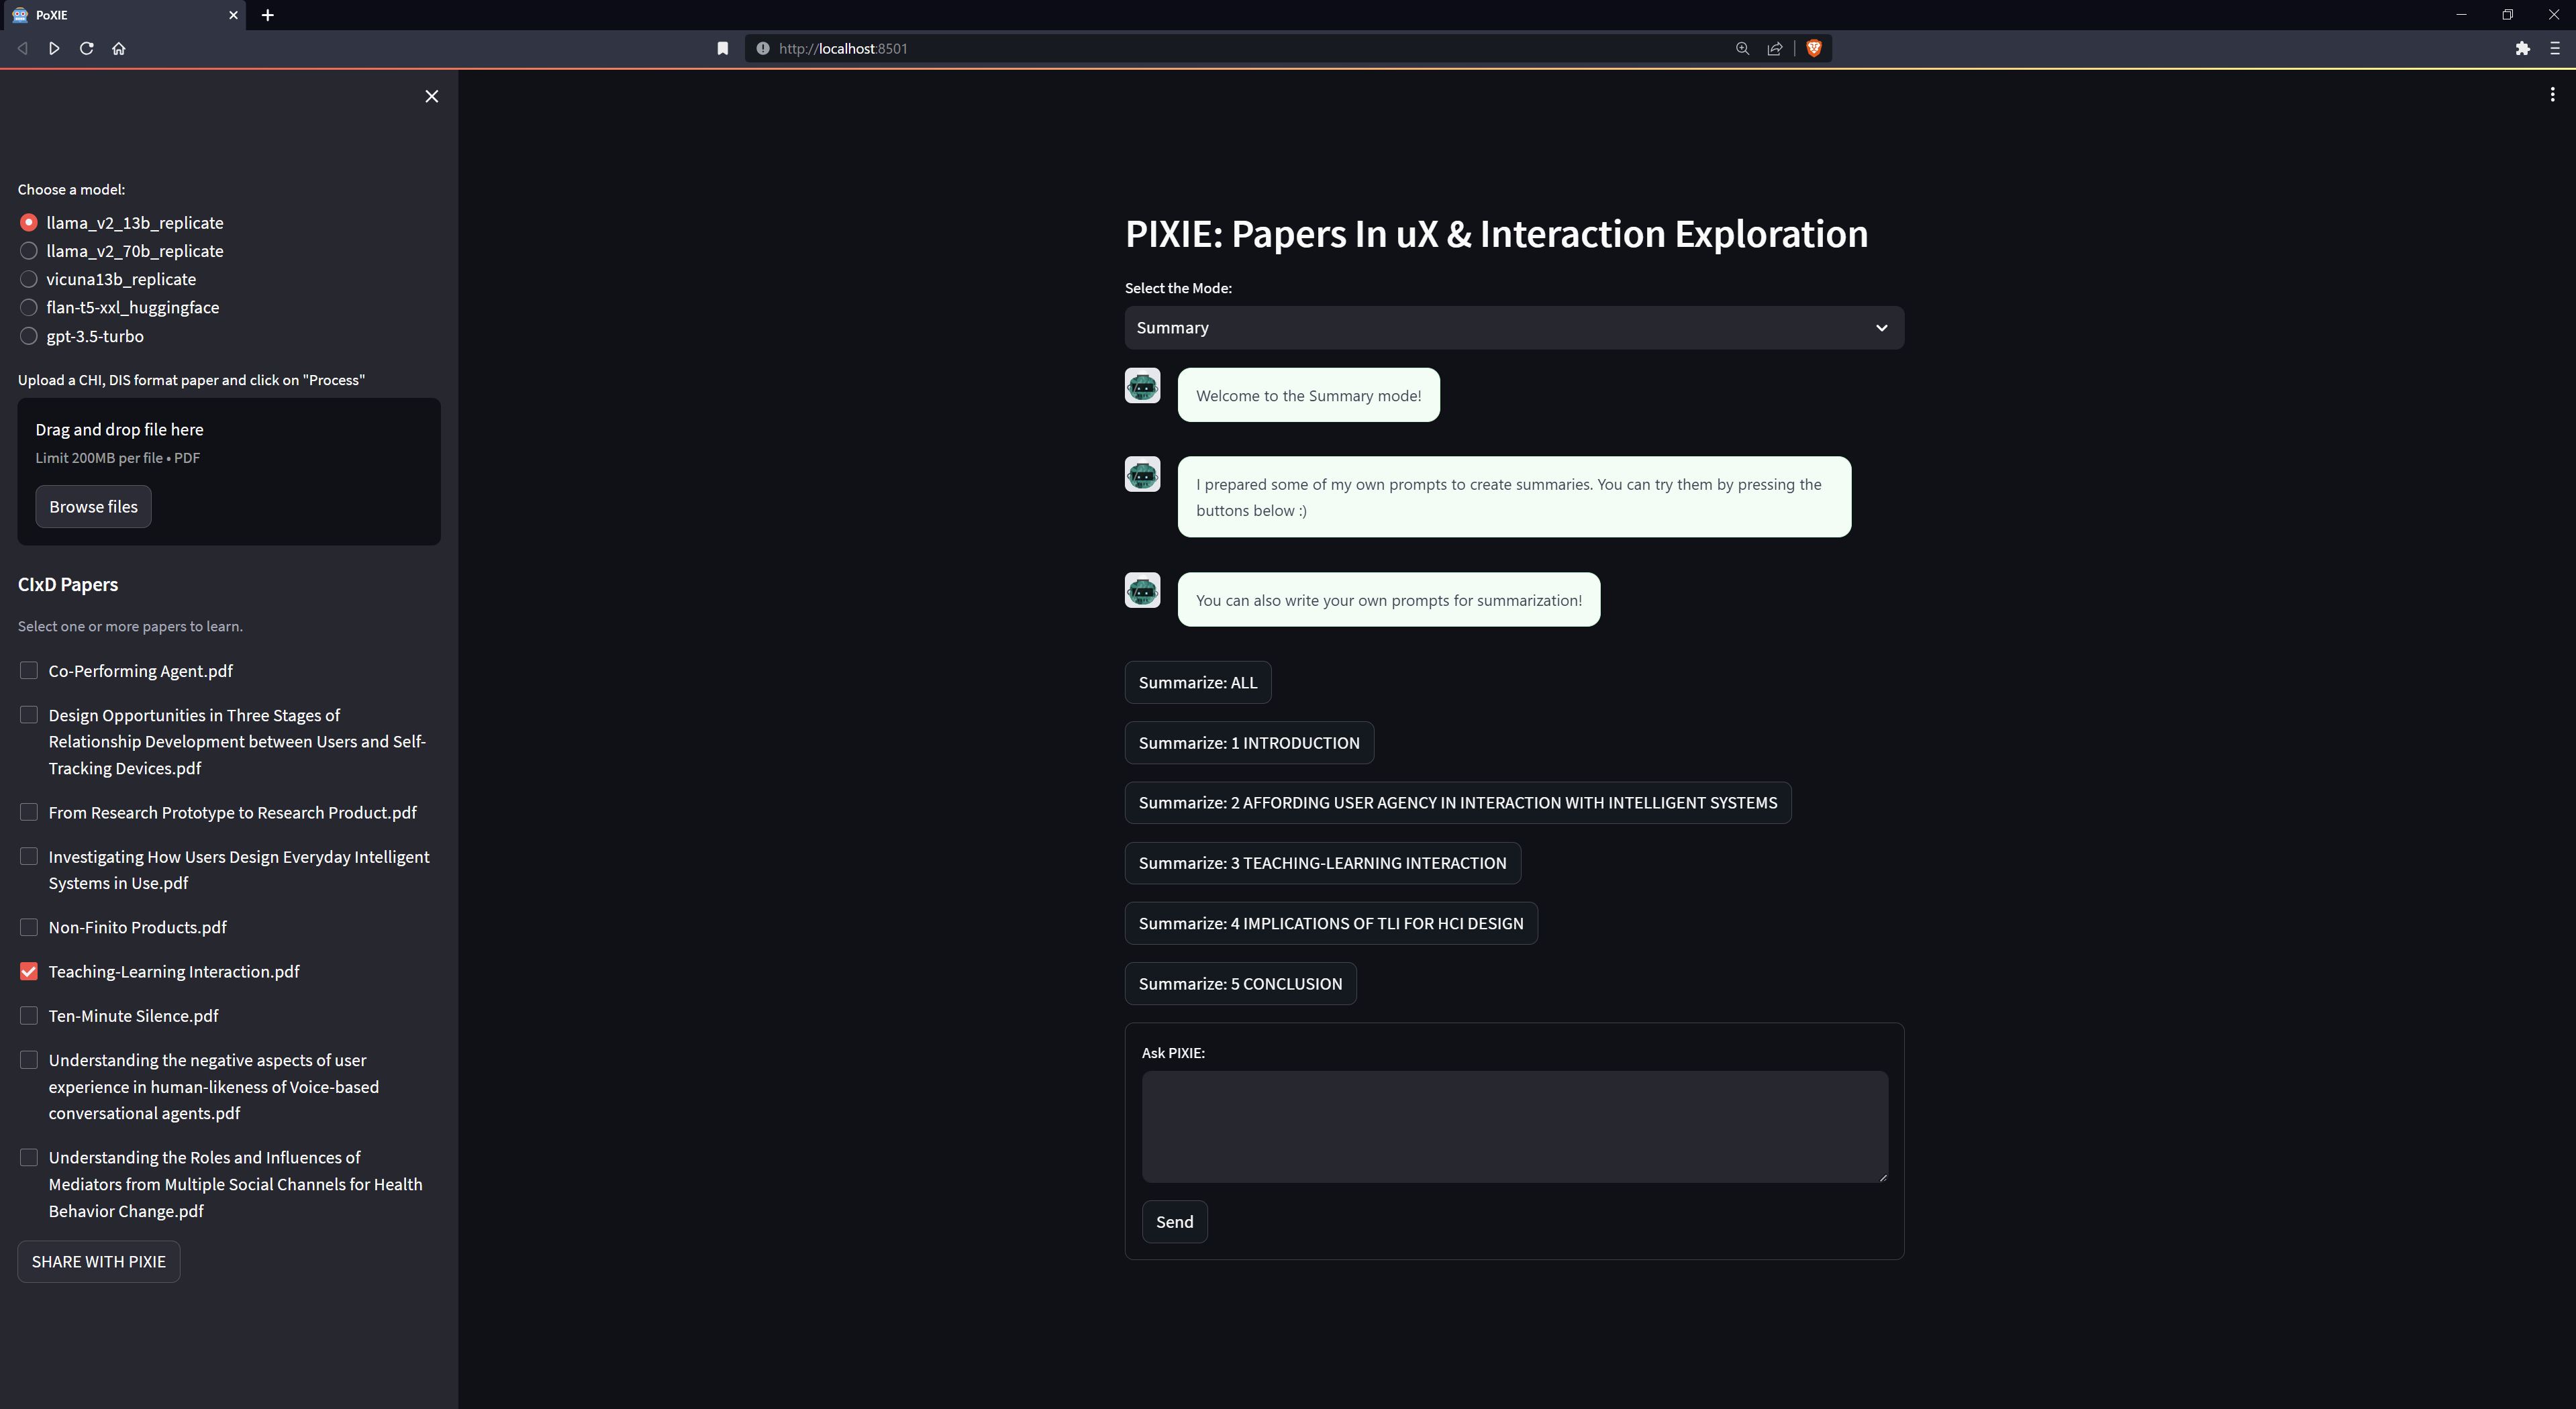 PoXIE
http://localhost:8501
Choose a model:
llama_v2_13b_replicate
llama_v2_70b_replicate
vicuna13b_replicate
flan-t5-xxl_huggingface
gpt-3.5-turbo
Upload a CHI, DIS format paper and click on "Process"
Drag and drop file here
Limit 200MB per file • PDF
Browse files
CIxD Papers
Select one or more papers to learn.
Co-Performing Agent.pdf
Design Opportunities in Three Stages of
Relationship Development between Users and Self-
Tracking Devices.pdf
From Research Prototype to Research Product.pdf
Investigating How Users Design Everyday Intelligent
Systems in Use.pdf
Non-Finito Products.pdf
Teaching-Learning Interaction.pdf
Ten-Minute Silence.pdf
Understanding the negative aspects of user
experience in human-likeness of Voice-based
conversational agents.pdf
Understanding the Roles and Influences of
Mediators from Multiple Social Channels for Health
Behavior Change.pdf
SHARE WITH PIXIE
PIXIE: Papers In uX & Interaction Exploration
Select the Mode:
Summary
Welcome to the Summary mode!
I prepared some of my own prompts to create summaries. You can try them by pressing the
buttons below :)
You can also write your own prompts for summarization!
Summarize: ALL
Summarize: 1 INTRODUCTION
Summarize: 2 AFFORDING USER AGENCY IN INTERACTION WITH INTELLIGENT SYSTEMS
Summarize: 3 TEACHING-LEARNING INTERACTION
Summarize: 4 IMPLICATIONS OF TLI FOR HCI DESIGN
Summarize: 5 CONCLUSION
Ask PIXIE:
Send